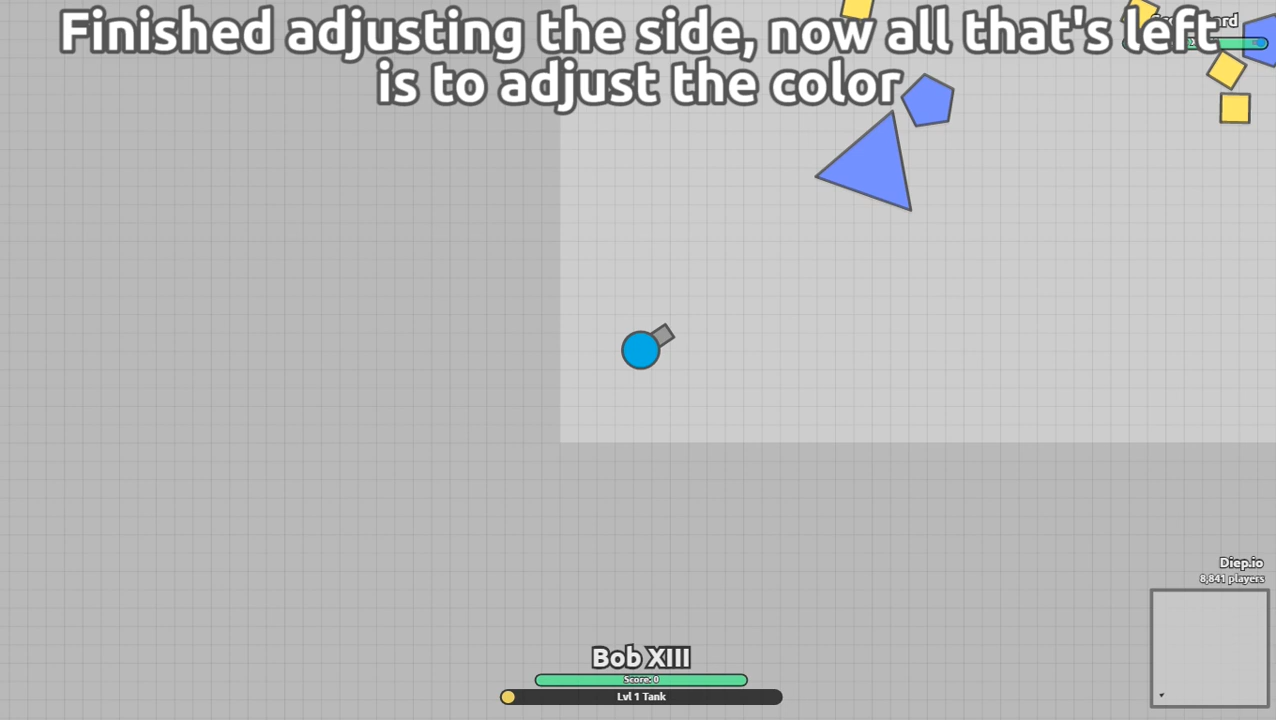 Finished adjusting the side, now all that's left
is to adjust the color
Diep.io
8,841 players
Bob XIII
Score: 0
Lvl 1 Tank